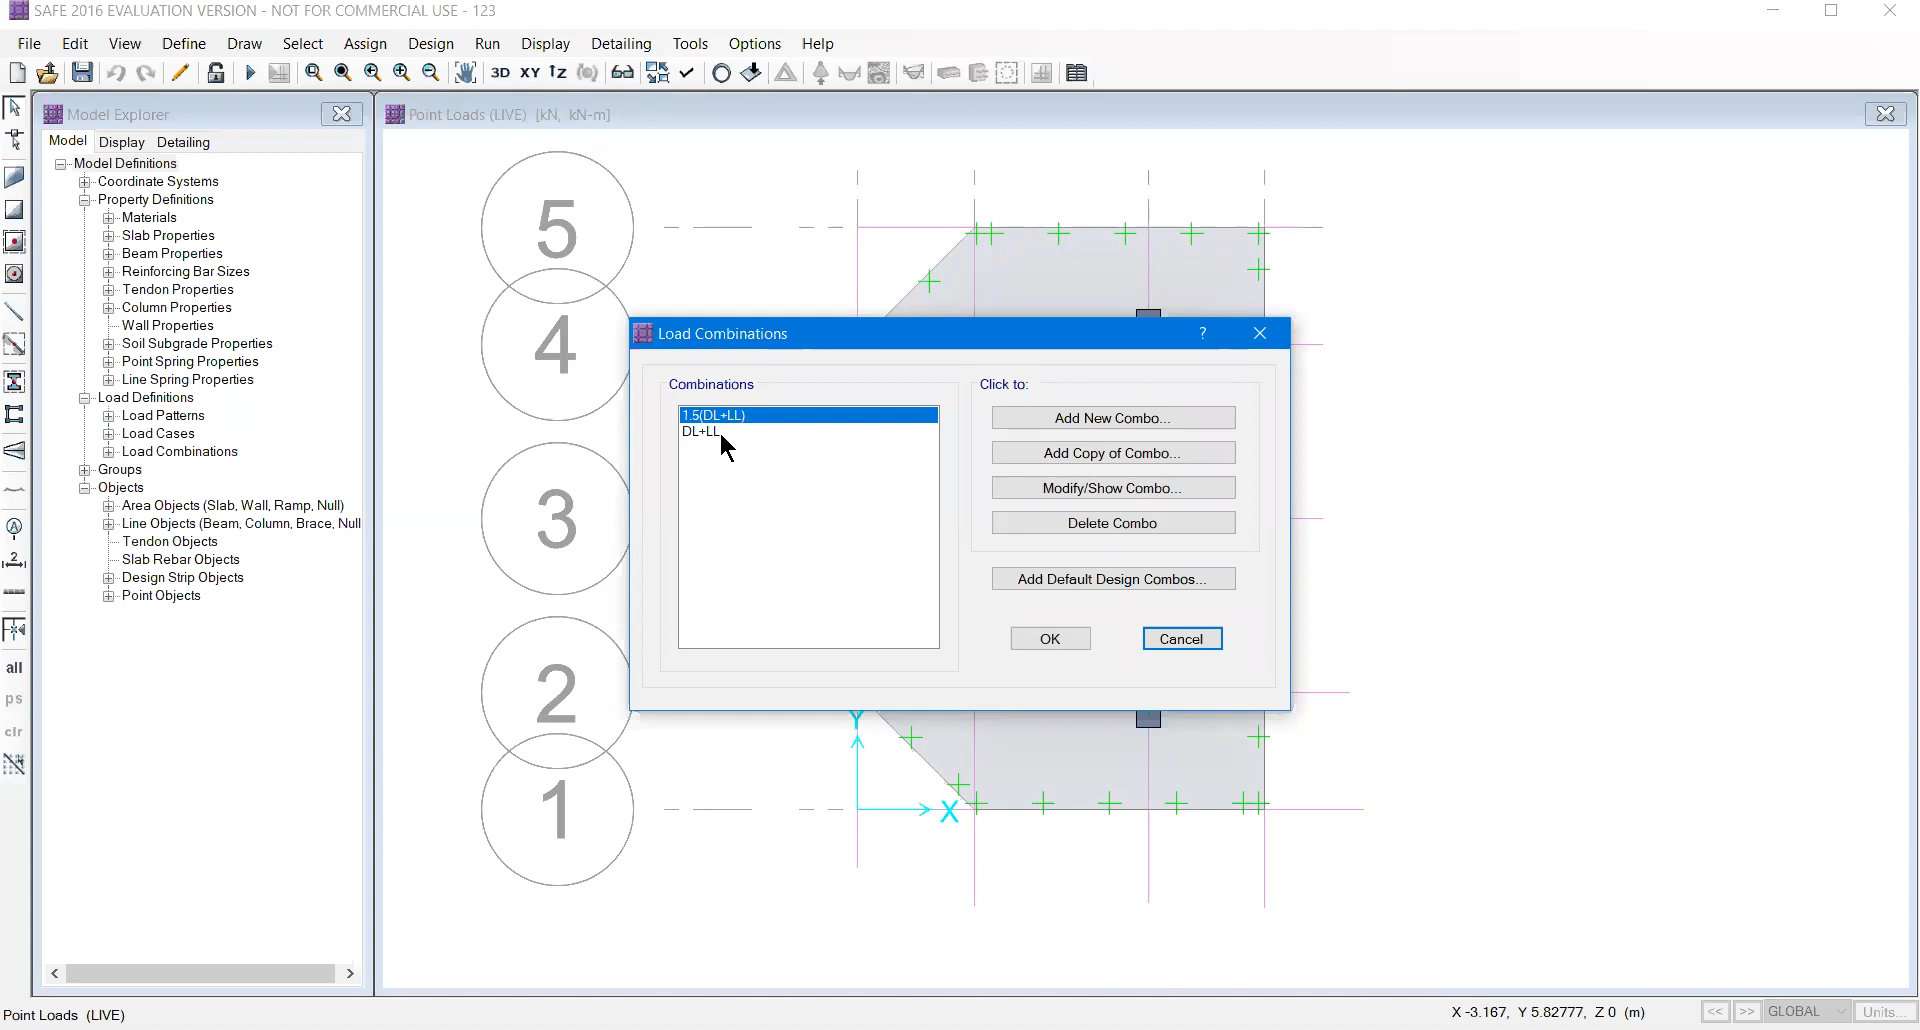 SAFE 2016 EVALUATION VERSION - NOT FOR COMMERCIAL USE - 123
File Edit View Define Draw Select Assign Design Run Display Detailing Tools Options Help
3D XY
Model Explorer
Point Loads (LIVE) [kN, kN-m]
Model Display Detailing
Model Definitions
Coordinate Systems
Property Definitions
Materials
Slab Properties
Beam Properties
Reinforcing Bar Sizes
Tendon Properties
Column Properties
Wall Properties
Soil Subgrade Properties
Point Spring Properties
Line Spring Properties
Load Definitions
Load Patterns
Load Cases
Load Combinations
Groups
Objects
Area Objects (Slab, Wall, Ramp, Null)
Line Objects (Beam, Column, Brace, Null
Tendon Objects
Slab Rebar Objects
Design Strip Objects
Point Objects
all
ps
clr
5
4
3
2
1
Load Combinations ?
Combinations
1.5(DL+LL)
DL+LL
Click to:
Add New Combo...
Add Copy of Combo...
Modify/Show Combo...
Delete Combo
Add Default Design Combos...
OK Cancel
Y
X
Point Loads (LIVE)
X -3.167, Y 5.82777, Z 0 (m)
<< >> GLOBAL Units...